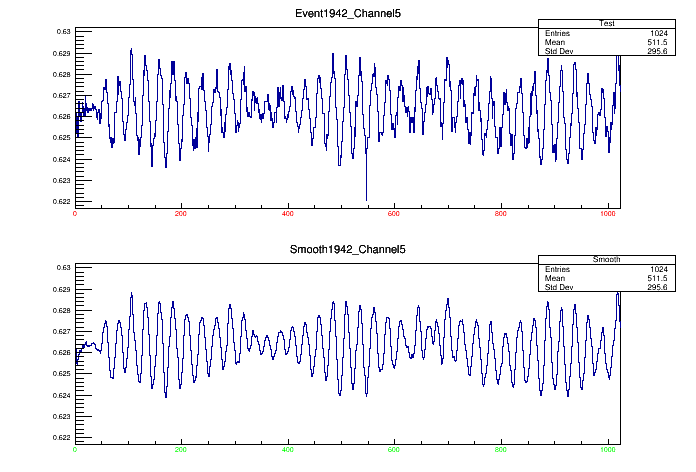 Event1942_Channel5
Test
Entries 1024
Mean 511.5
Std Dev 295.6
0.63
0.629
0.628
0.627
0.626
0.625
0.624
0.623
0.622
0 200 400 600 800 1000
Smooth1942_Channel5
Smooth
Entries 1024
Mean 511.5
Std Dev 295.6
0.63
0.629
0.628
0.627
0.626
0.625
0.624
0.623
0.622
0 200 400 600 800 1000